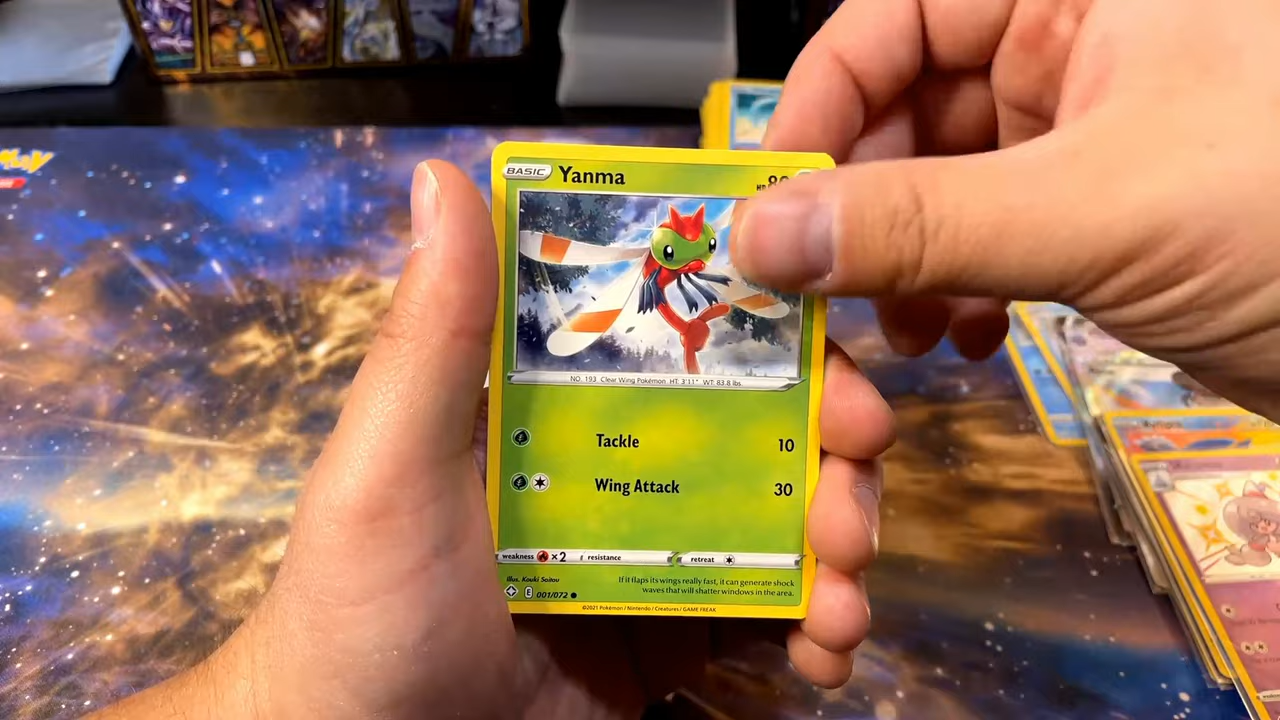 BASIC Yanma HP 80
NO. 193 Clear Wing Pokémon HT: 3'11" WT: 83.8 lbs
Tackle 10
Wing Attack 30
weakness ×2 resistance retreat
Illus. Kouki Saitou
If it flaps its wings really fast, it can generate shock
waves that will shatter windows in the area.
E 001/072
©2021 Pokémon / Nintendo / Creatures / GAME FREAK